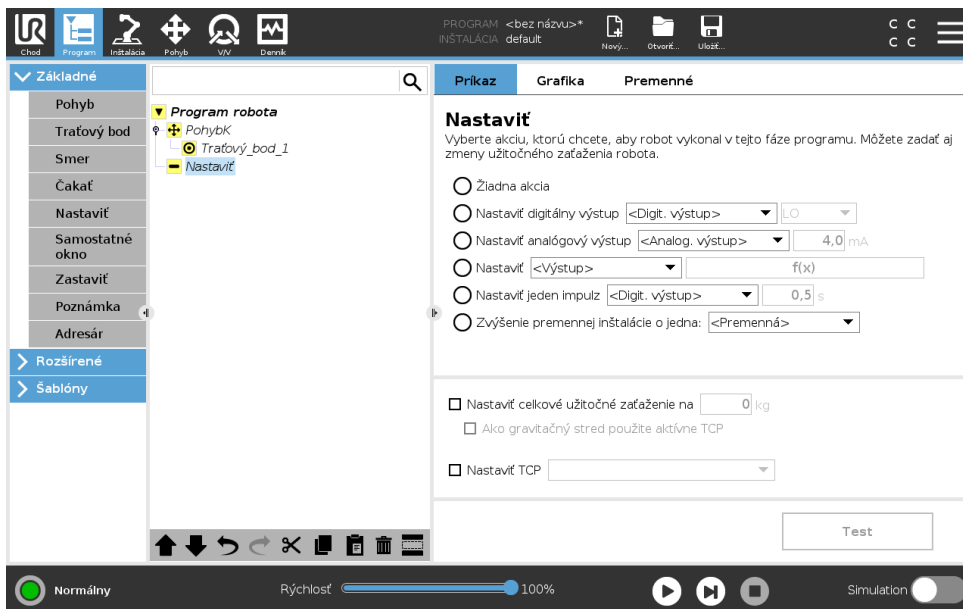 PROGRAM <bez názvu>*
INŠTALÁCIA default
Chod
Program
Inštalácia
Pohyb
V/V
Denník
Nový...
Otvoriť...
Uložiť...
C C
C C
Základné
Pohyb
Traťový bod
Smer
Čakať
Nastaviť
Samostatné
okno
Zastaviť
Poznámka
Adresár
Rozšírené
Šablóny
Program robota
PohybK
Traťový_bod_1
Nastaviť
Príkaz
Grafika
Premenné
Nastaviť
Vyberte akciu, ktorú chcete, aby robot vykonal v tejto fáze programu. Môžete zadať aj
zmeny užitočného zaťaženia robota.
Žiadna akcia
Nastaviť digitálny výstup <Digit. výstup> LO
Nastaviť analógový výstup <Analog. výstup> 4,0 mA
Nastaviť <Výstup> f(x)
Nastaviť jeden impulz <Digit. výstup> 0,5 s
Zvýšenie premennej inštalácie o jedna: <Premenná>
Nastaviť celkové užitočné zaťaženie na 0 kg
Ako gravitačný stred použite aktívne TCP
Nastaviť TCP
Test
Normálny
Rýchlosť 100%
Simulation